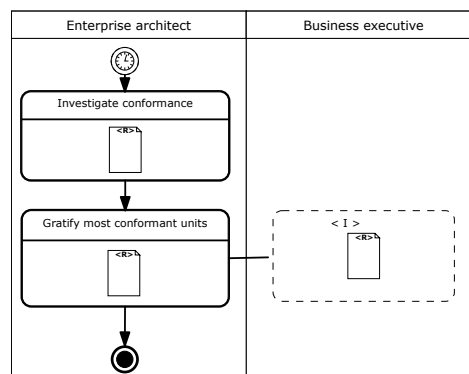 Enterprise architect
Business executive
Investigate conformance
<R>
Gratify most conformant units
<R>
< I >
<R>